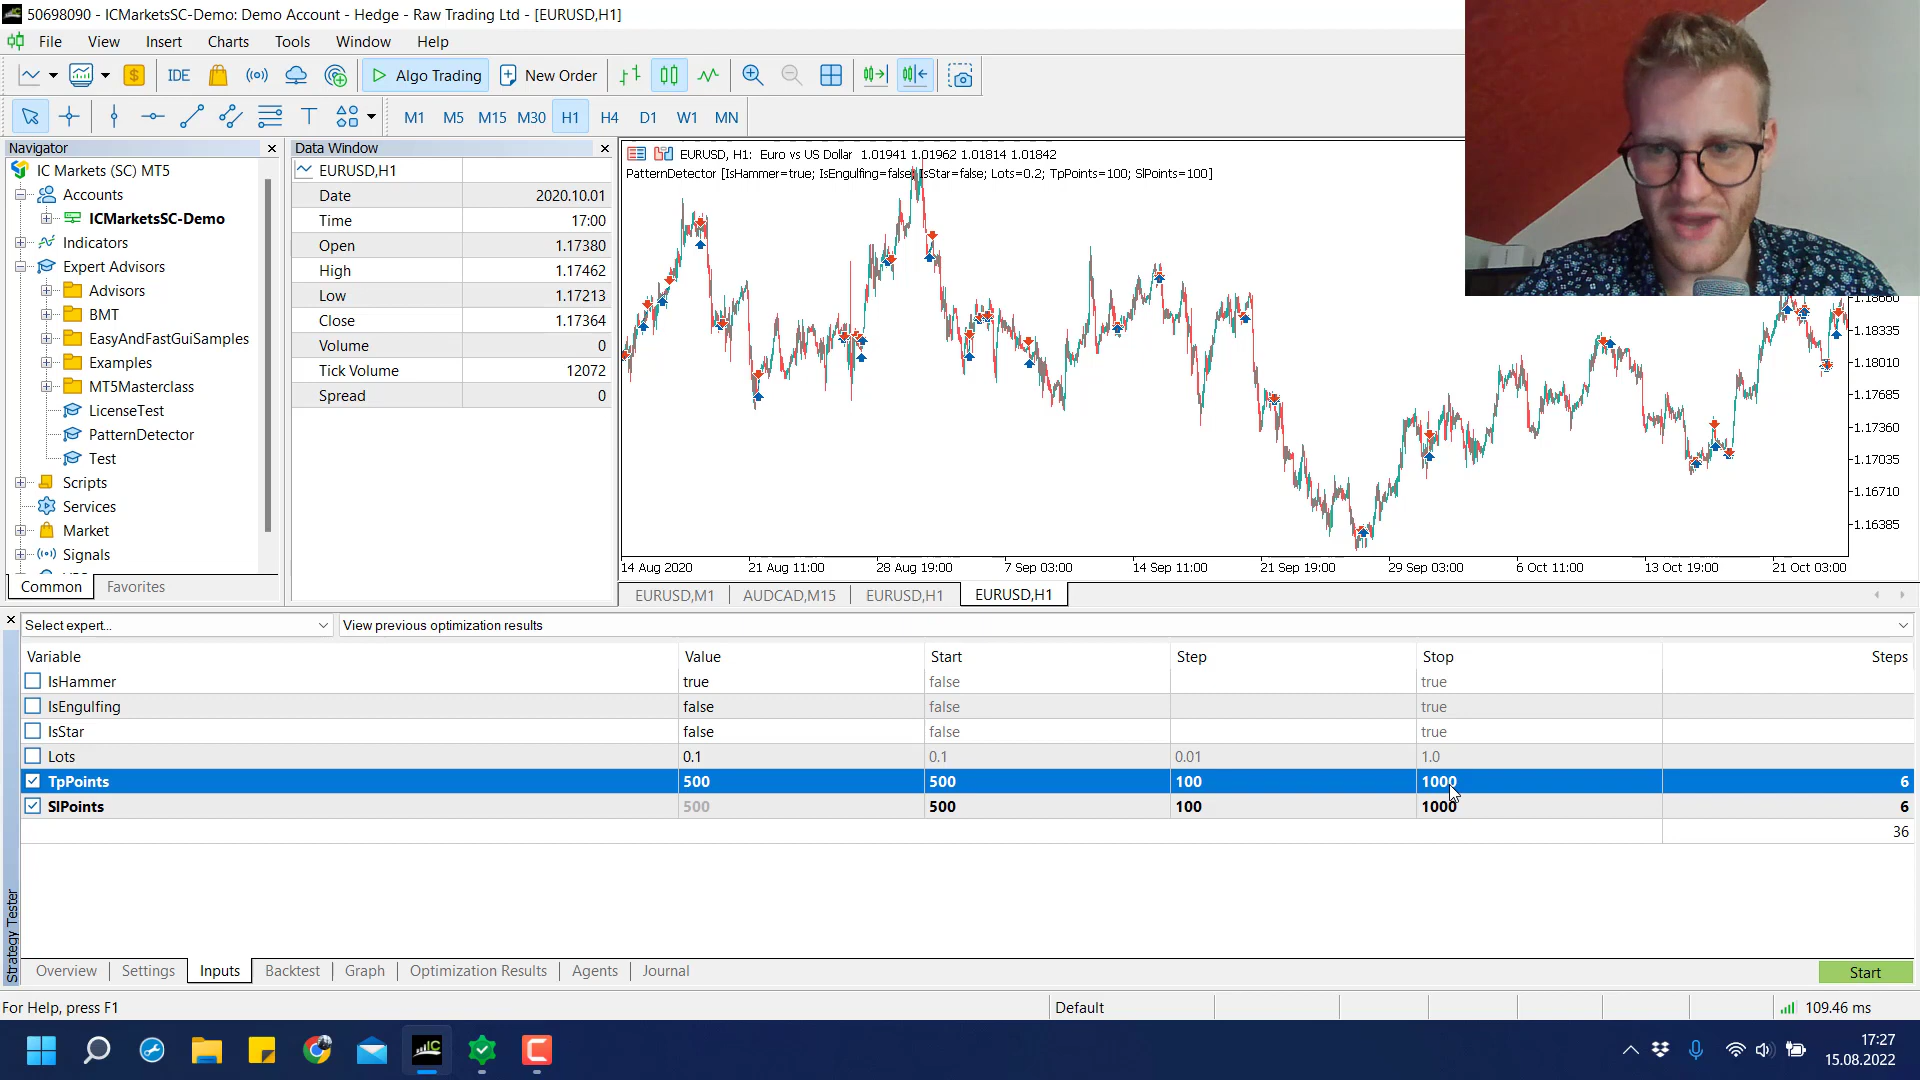 50698090 - ICMarketsSC-Demo: Demo Account - Hedge - Raw Trading Ltd - [EURUSD,H1]
File View Insert Charts Tools Window Help
IDE Algo Trading New Order
M1 M5 M15 M30 H1 H4 D1 W1 MN
Navigator
IC Markets (SC) MT5
Accounts
ICMarketsSC-Demo
Indicators
Expert Advisors
Advisors
BMT
EasyAndFastGuiSamples
Examples
MT5Masterclass
LicenseTest
PatternDetector
Test
Scripts
Services
Market
Signals
Common Favorites
Data Window
EURUSD,H1
Date 2020.10.01
Time 17:00
Open 1.17380
High 1.17462
Low 1.17213
Close 1.17364
Volume 0
Tick Volume 12072
Spread 0
EURUSD, H1: Euro vs US Dollar 1.01941 1.01962 1.01814 1.01842
PatternDetector [IsHammer=true; IsEngulfing=false; IsStar=false; Lots=0.2; TpPoints=100; SlPoints=100]
1.18660
1.18335
1.18010
1.17685
1.17360
1.17035
1.16710
1.16385
14 Aug 2020 21 Aug 11:00 28 Aug 19:00 7 Sep 03:00 14 Sep 11:00 21 Sep 19:00 29 Sep 03:00 6 Oct 11:00 13 Oct 19:00 21 Oct 03:00
EURUSD,M1 AUDCAD,M15 EURUSD,H1 EURUSD,H1
Select expert... View previous optimization results
Variable Value Start Step Stop Steps
IsHammer true false true
IsEngulfing false false true
IsStar false false true
Lots 0.1 0.1 0.01 1.0
TpPoints 500 500 100 1000 6
SlPoints 500 500 100 1000 6
36
Strategy Tester
Overview Settings Inputs Backtest Graph Optimization Results Agents Journal Start
For Help, press F1 Default 109.46 ms
17:27
15.08.2022